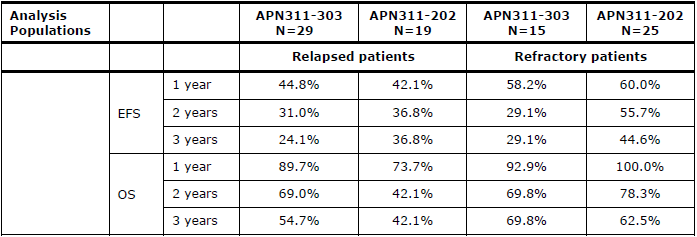 Analysis Populations APN311-303 N=29 APN311-202 N=19 APN311-303 N=15 APN311-202 N=25
Relapsed patients Refractory patients
EFS 1 year 44.8% 42.1% 58.2% 60.0%
2 years 31.0% 36.8% 29.1% 55.7%
3 years 24.1% 36.8% 29.1% 44.6%
OS 1 year 89.7% 73.7% 92.9% 100.0%
2 years 69.0% 42.1% 69.8% 78.3%
3 years 54.7% 42.1% 69.8% 62.5%